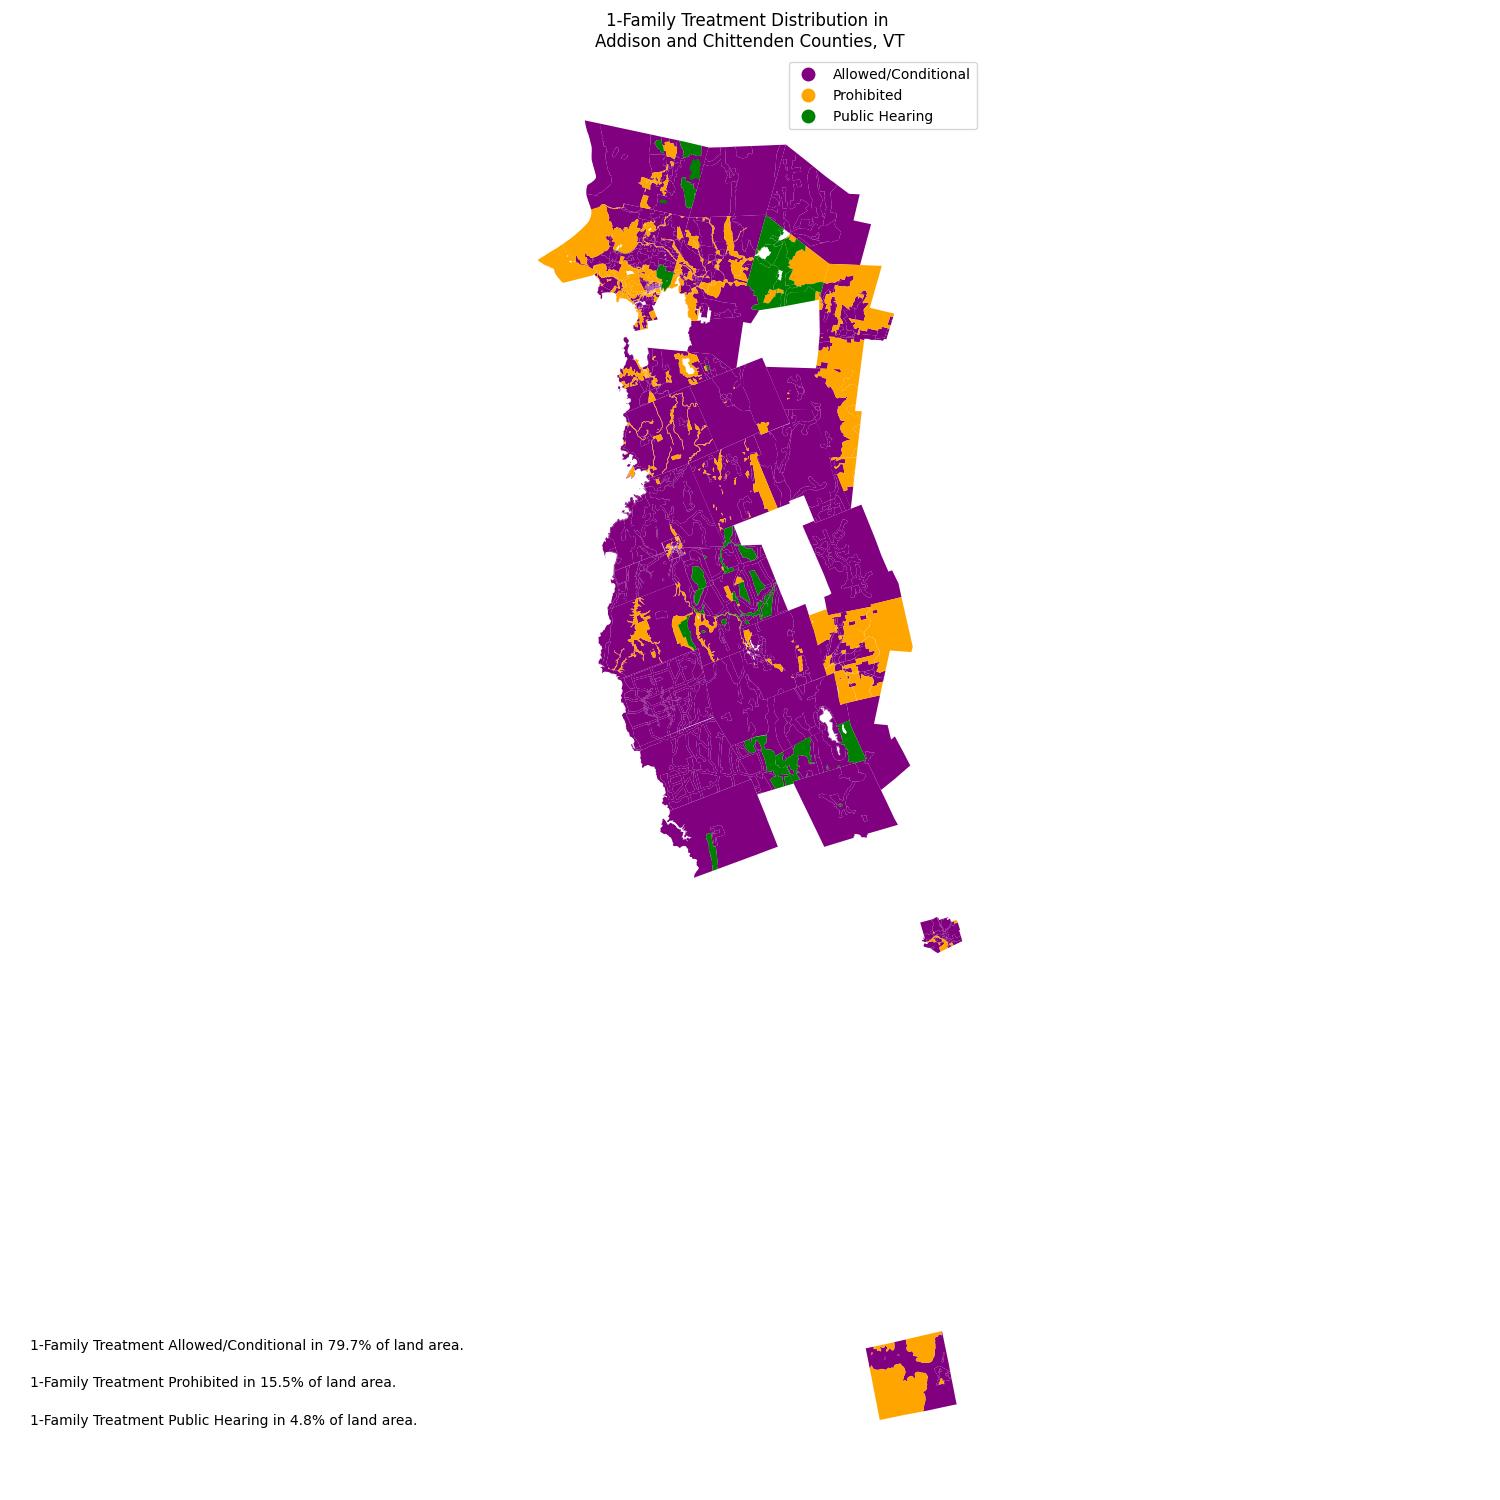 1-Family Treatment Distribution in
Addison and Chittenden Counties, VT
Allowed/Conditional
Prohibited
Public Hearing
1-Family Treatment Allowed/Conditional in 79.7% of land area.
1-Family Treatment Prohibited in 15.5% of land area.
1-Family Treatment Public Hearing in 4.8% of land area.